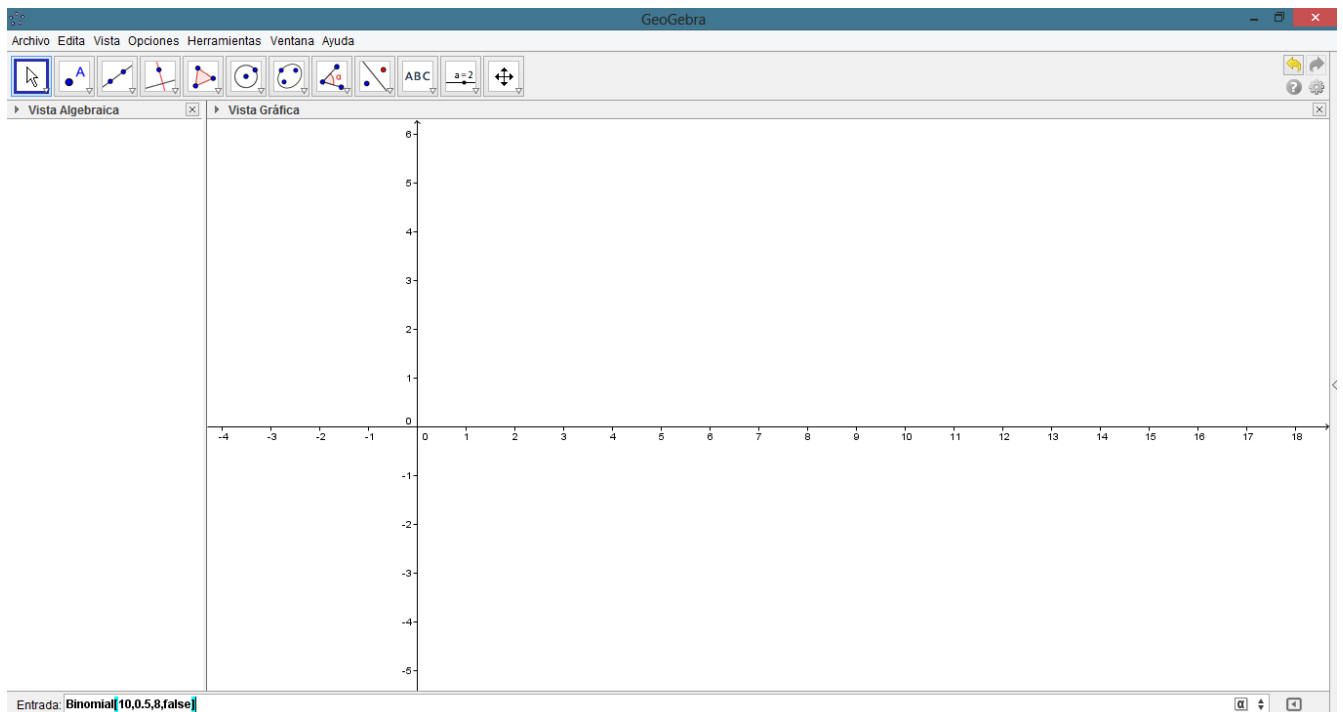 GeoGebra
Archivo Edita Vista Opciones Herramientas Ventana Ayuda
A α ABC a=2
Vista Algebraica
Vista Gráfica
6
5
4
3
2
1
0
-4 -3 -2 -1 0 1 2 3 4 5 6 7 8 9 10 11 12 13 14 15 16 17 18
-1
-2
-3
-4
-5
Entrada: Binomial[10,0.5,8,false] α